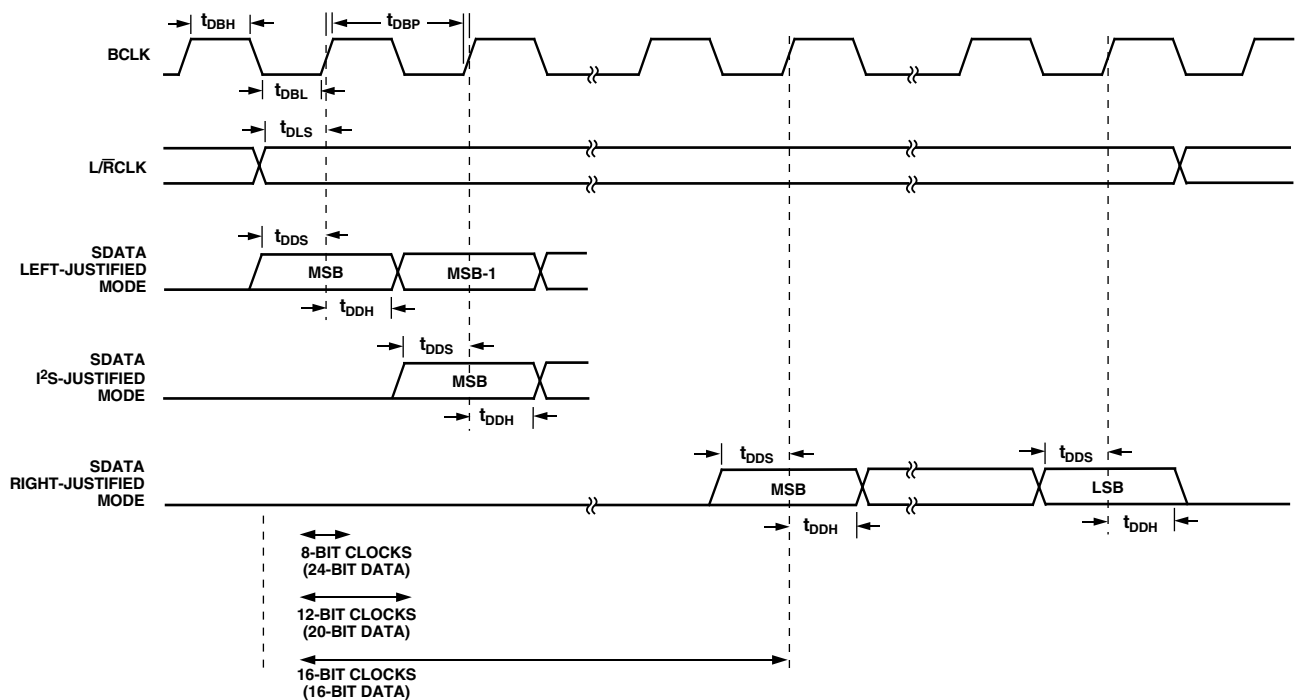 tDBH
tDBP
BCLK
tDBL
tDLS
L/R̅CLK
tDDS
SDATA
LEFT-JUSTIFIED
MODE
MSB
MSB-1
tDDH
SDATA
I²S-JUSTIFIED
MODE
tDDS
MSB
tDDH
SDATA
RIGHT-JUSTIFIED
MODE
tDDS
tDDS
MSB
LSB
tDDH
tDDH
8-BIT CLOCKS
(24-BIT DATA)
12-BIT CLOCKS
(20-BIT DATA)
16-BIT CLOCKS
(16-BIT DATA)